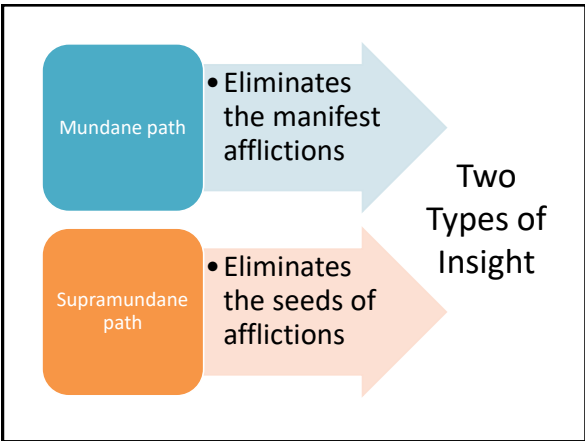 Mundane path
• Eliminates
the manifest
afflictions
Supramundane
path
• Eliminates
the seeds of
afflictions
Two
Types of
Insight